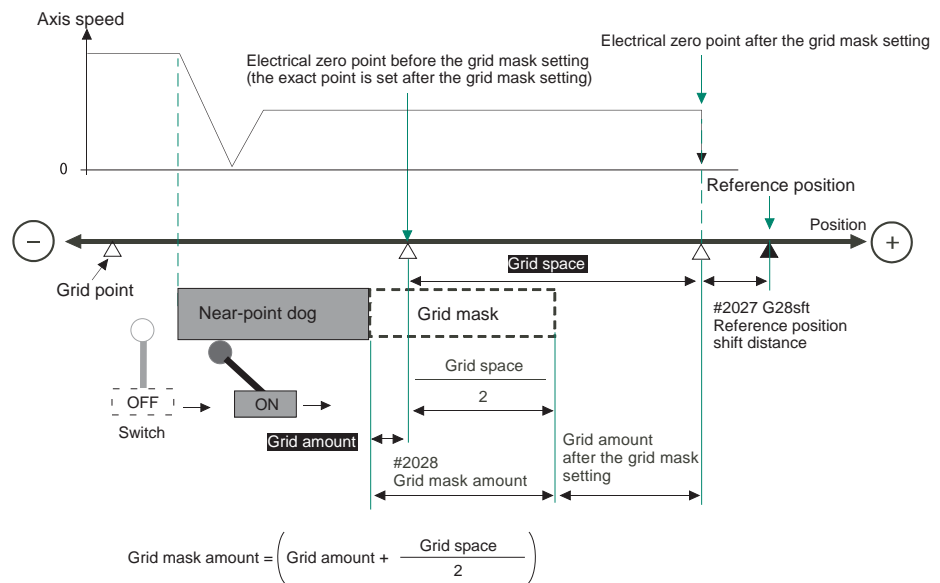 Axis speed
Electrical zero point after the grid mask setting
Electrical zero point before the grid mask setting
(the exact point is set after the grid mask setting)
0
Reference position
Position
−
+
Grid space
Grid point
Near-point dog
Grid mask
#2027 G28sft
Reference position
shift distance
Grid space
2
OFF
ON
Switch
Grid amount
#2028
Grid mask amount
Grid amount
after the grid mask
setting
Grid mask amount = ( Grid amount + Grid space
2 )